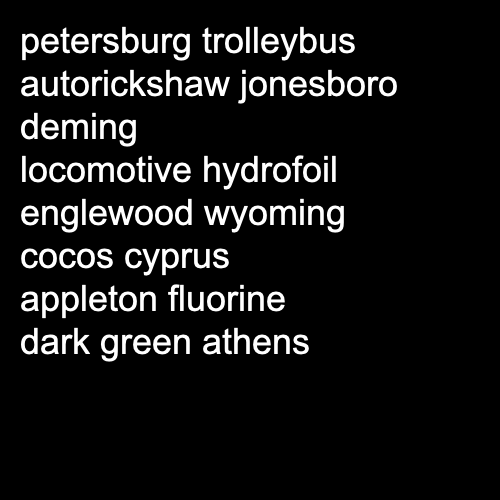 petersburg trolleybus
autorickshaw jonesboro
deming
locomotive hydrofoil
englewood wyoming
cocos cyprus
appleton fluorine
dark green athens